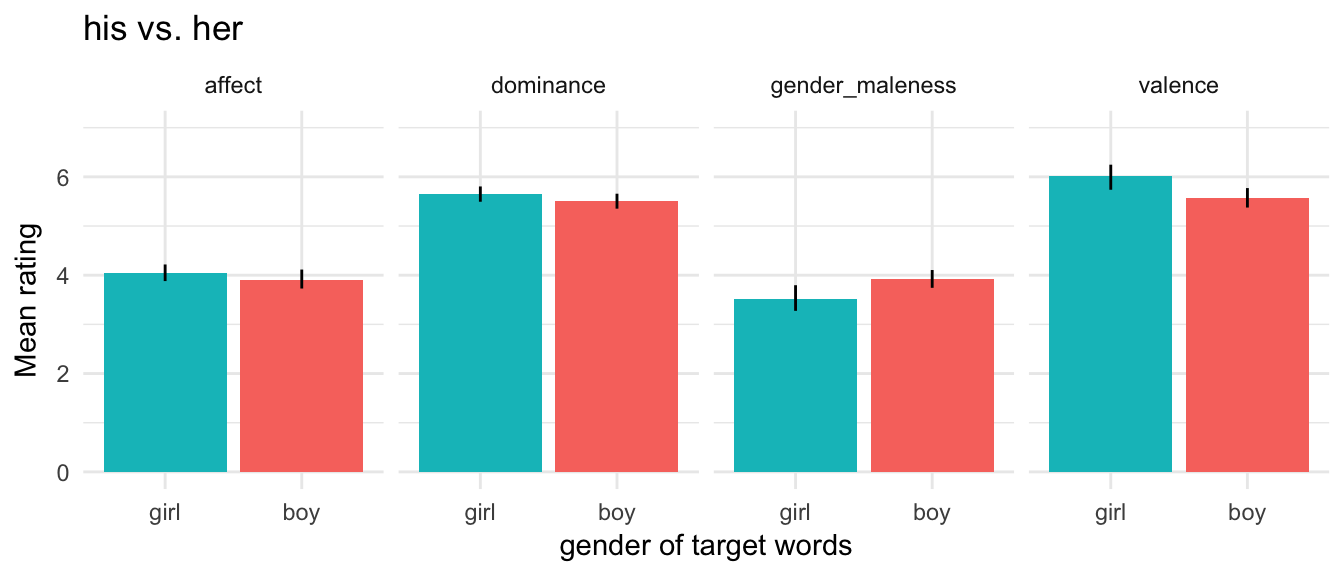 his vs. her
affect dominance gender_maleness valence
Mean rating
6
4
2
0
girl boy girl boy girl boy girl boy
gender of target words